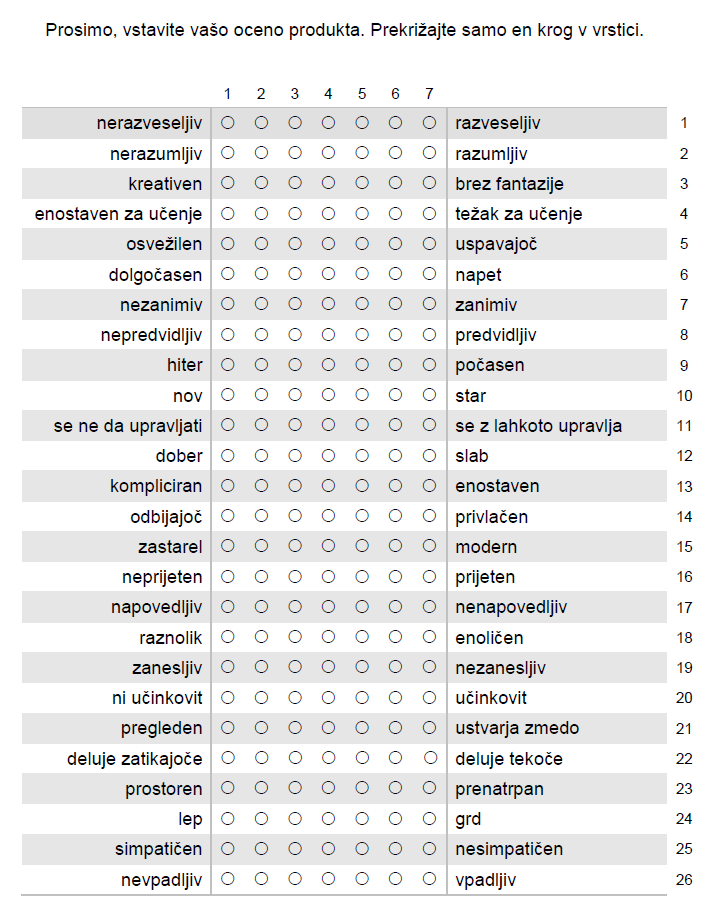 Prosimo, vstavite vašo oceno produkta. Prekrižajte samo en krog v vrstici.
1 2 3 4 5 6 7
nerazveseljiv razveseljiv 1
nerazumljiv razumljiv 2
kreativen brez fantazije 3
enostaven za učenje težak za učenje 4
osvežilen uspavajoč 5
dolgočasen napet 6
nezanimiv zanimiv 7
nepredvidljiv predvidljiv 8
hiter počasen 9
nov star 10
se ne da upravljati se z lahkoto upravlja 11
dober slab 12
kompliciran enostaven 13
odbijajoč privlačen 14
zastarel modern 15
neprijeten prijeten 16
napovedljiv nenapovedljiv 17
raznolik enoličen 18
zanesljiv nezanesljiv 19
ni učinkovit učinkovit 20
pregleden ustvarja zmedo 21
deluje zatikajoče deluje tekoče 22
prostoren prenatrpan 23
lep grd 24
simpatičen nesimpatičen 25
nevpadljiv vpadljiv 26